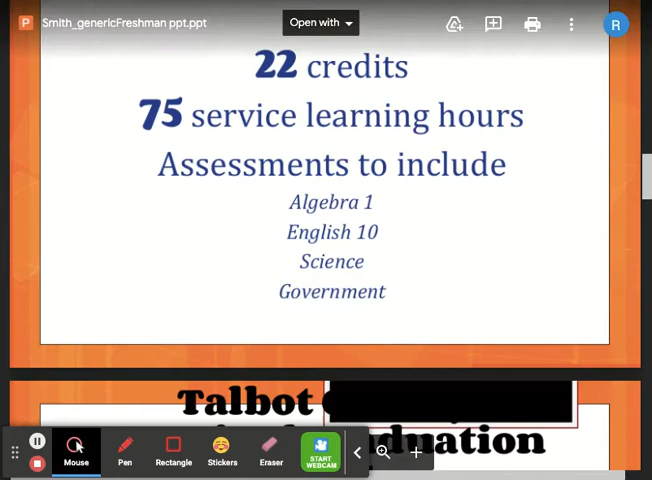 Smith_genericFreshman ppt.ppt
Open with
R
22 credits
75 service learning hours
Assessments to include
Algebra 1
English 10
Science
Government
Talbot
Mouse
Pen
Rectangle
Stickers
Eraser
START
WEBCAM